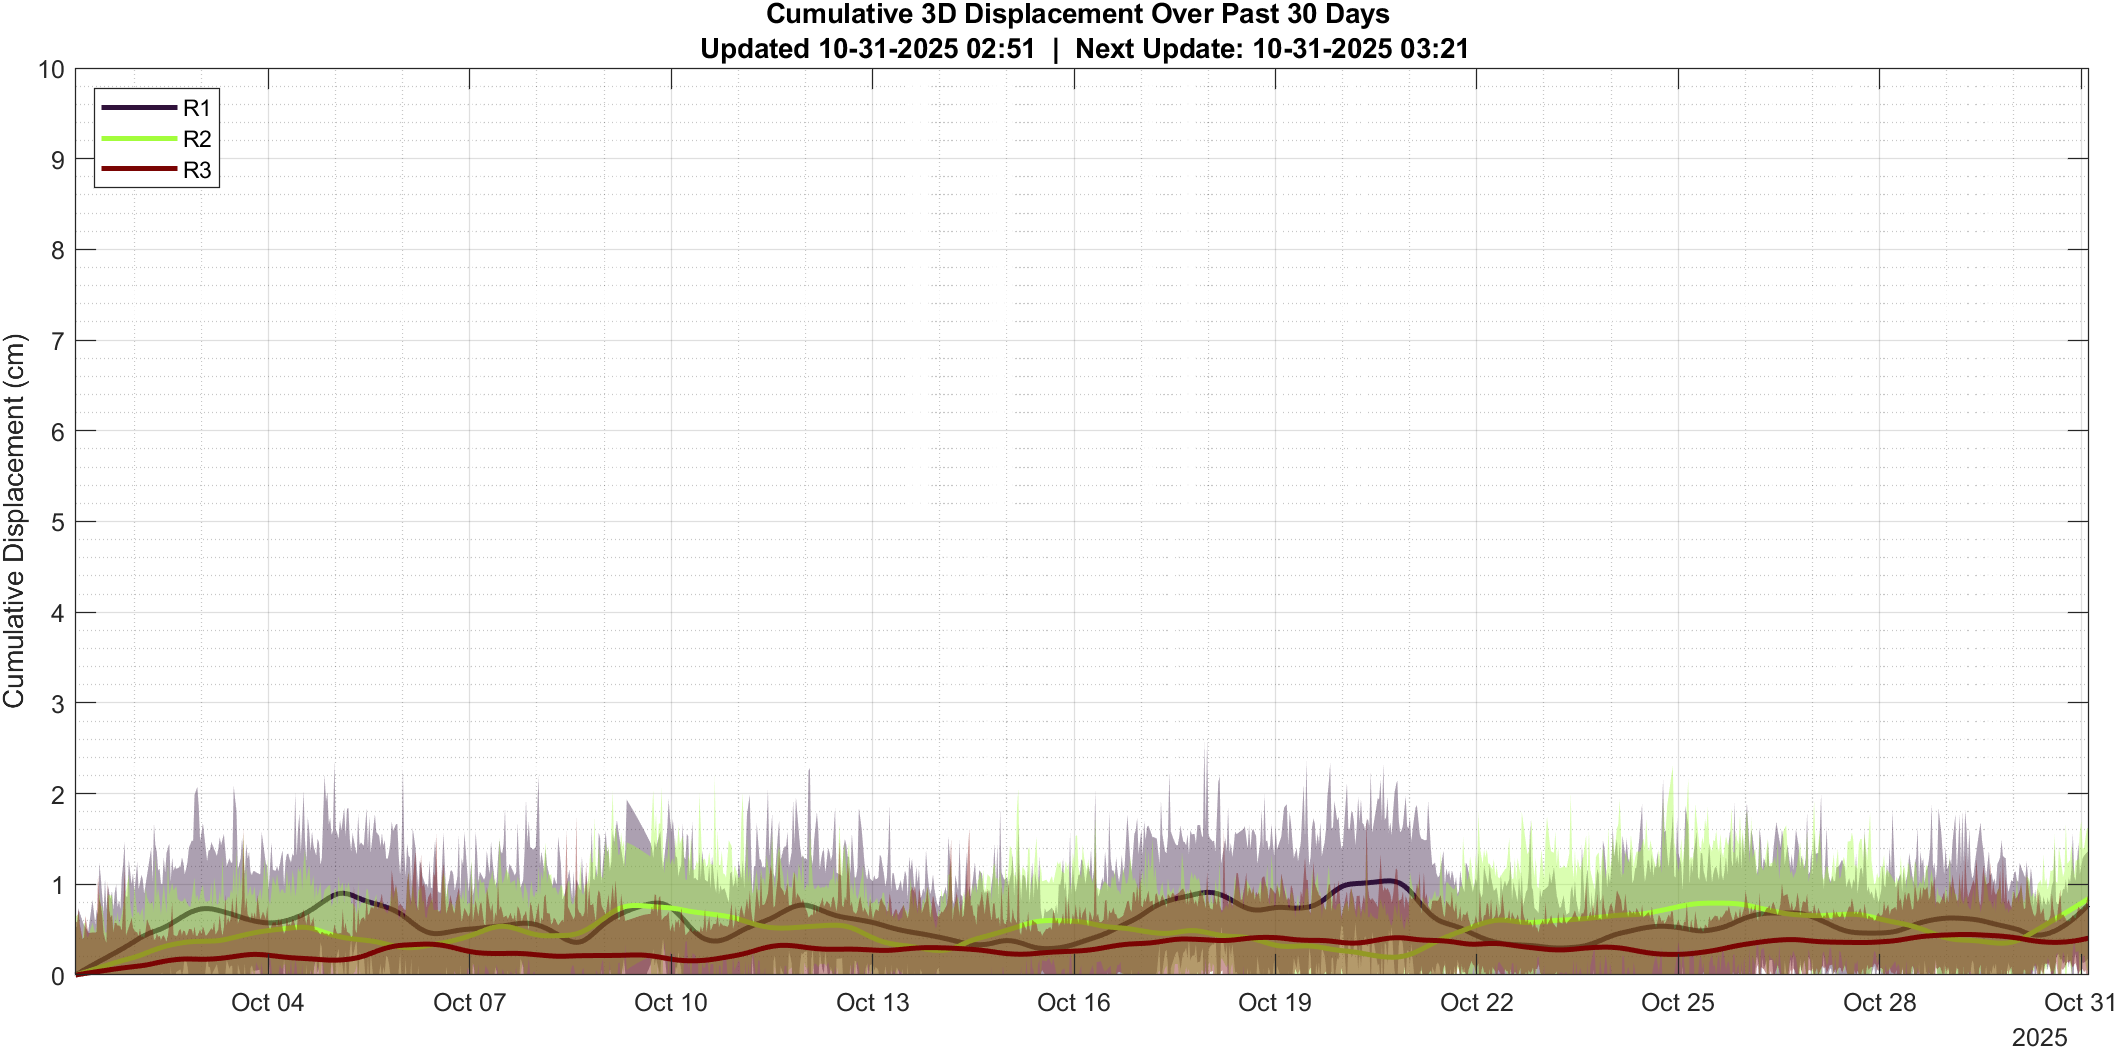 Cumulative 3D Displacement Over Past 30 Days
Updated 10-31-2025 02:51 | Next Update: 10-31-2025 03:21
R1
R2
R3
Cumulative Displacement (cm)
10
9
8
7
6
5
4
3
2
1
0
Oct 04 Oct 07 Oct 10 Oct 13 Oct 16 Oct 19 Oct 22 Oct 25 Oct 28 Oct 31
2025